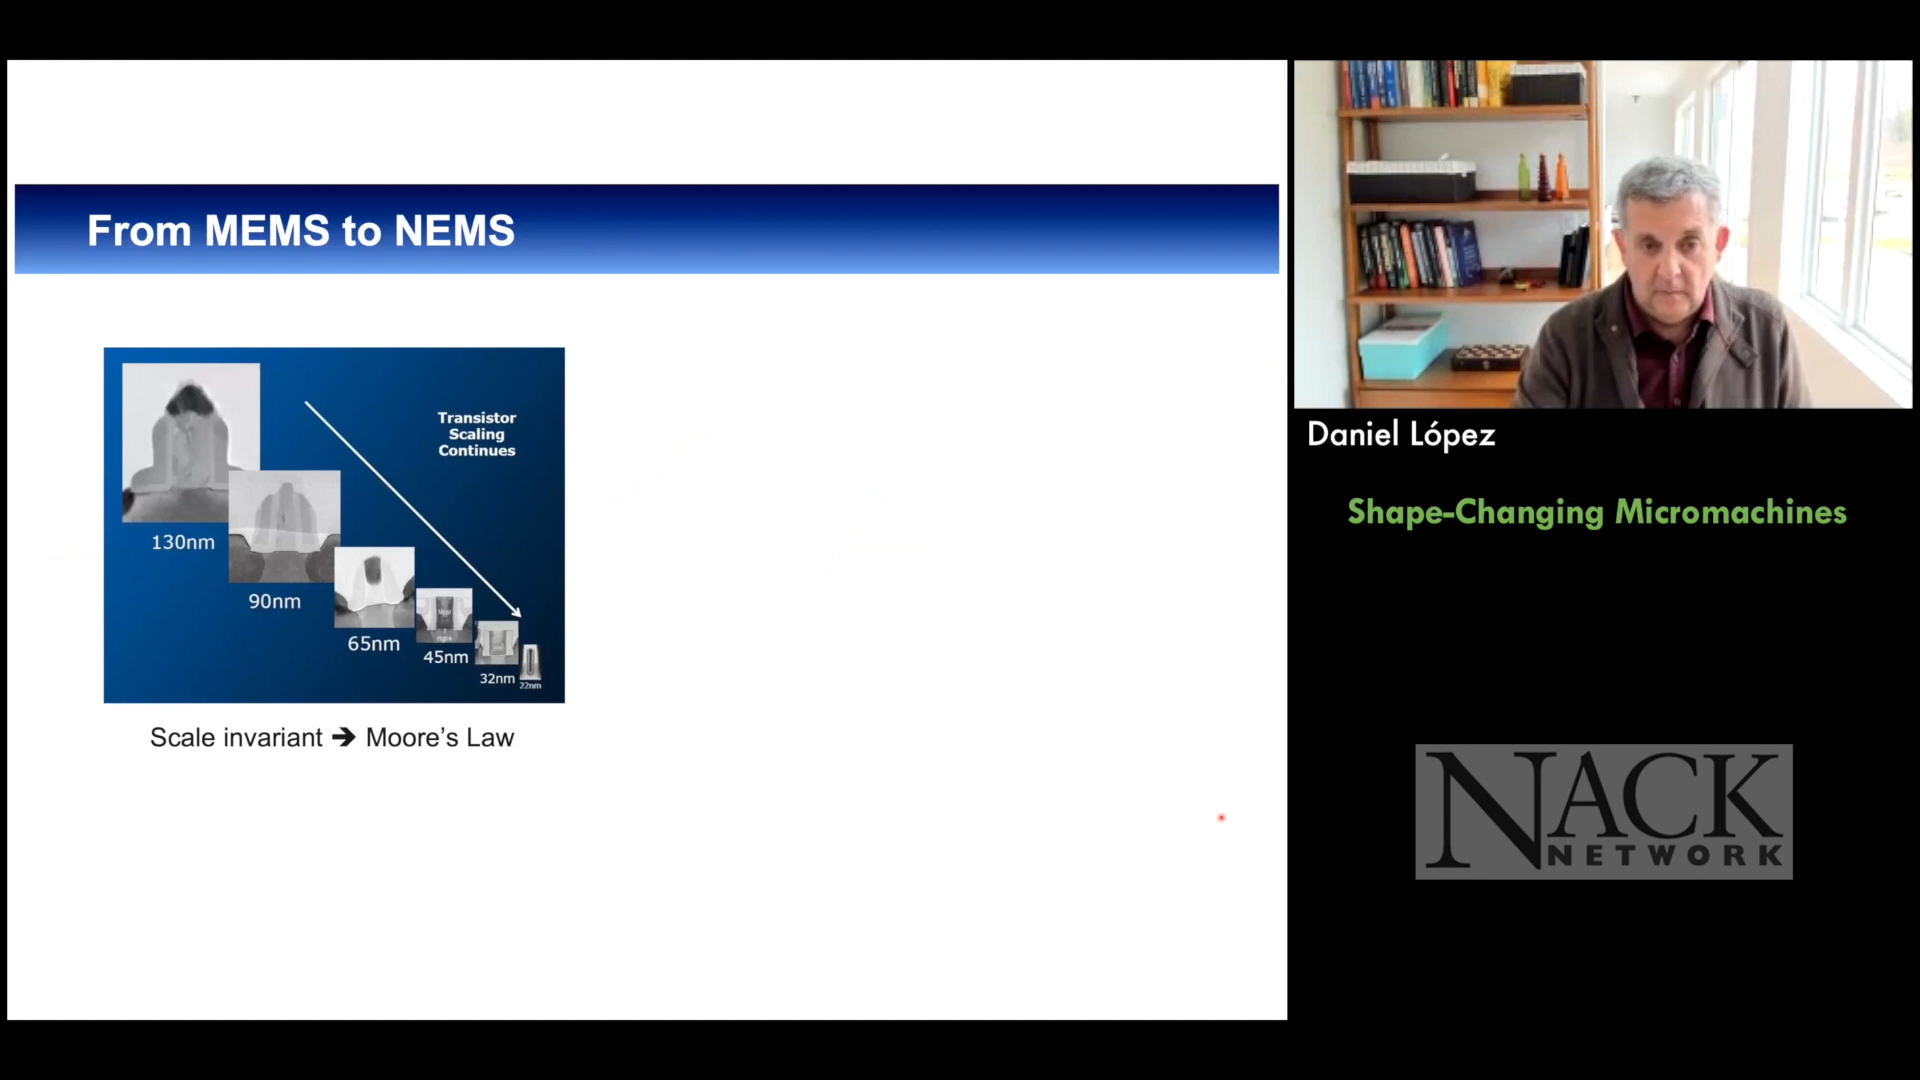 From MEMS to NEMS
Transistor
Scaling
Continues
130nm
90nm
65nm
45nm
32nm
22nm
Scale invariant ➔ Moore’s Law
Daniel López
Shape-Changing Micromachines
NACK
NETWORK